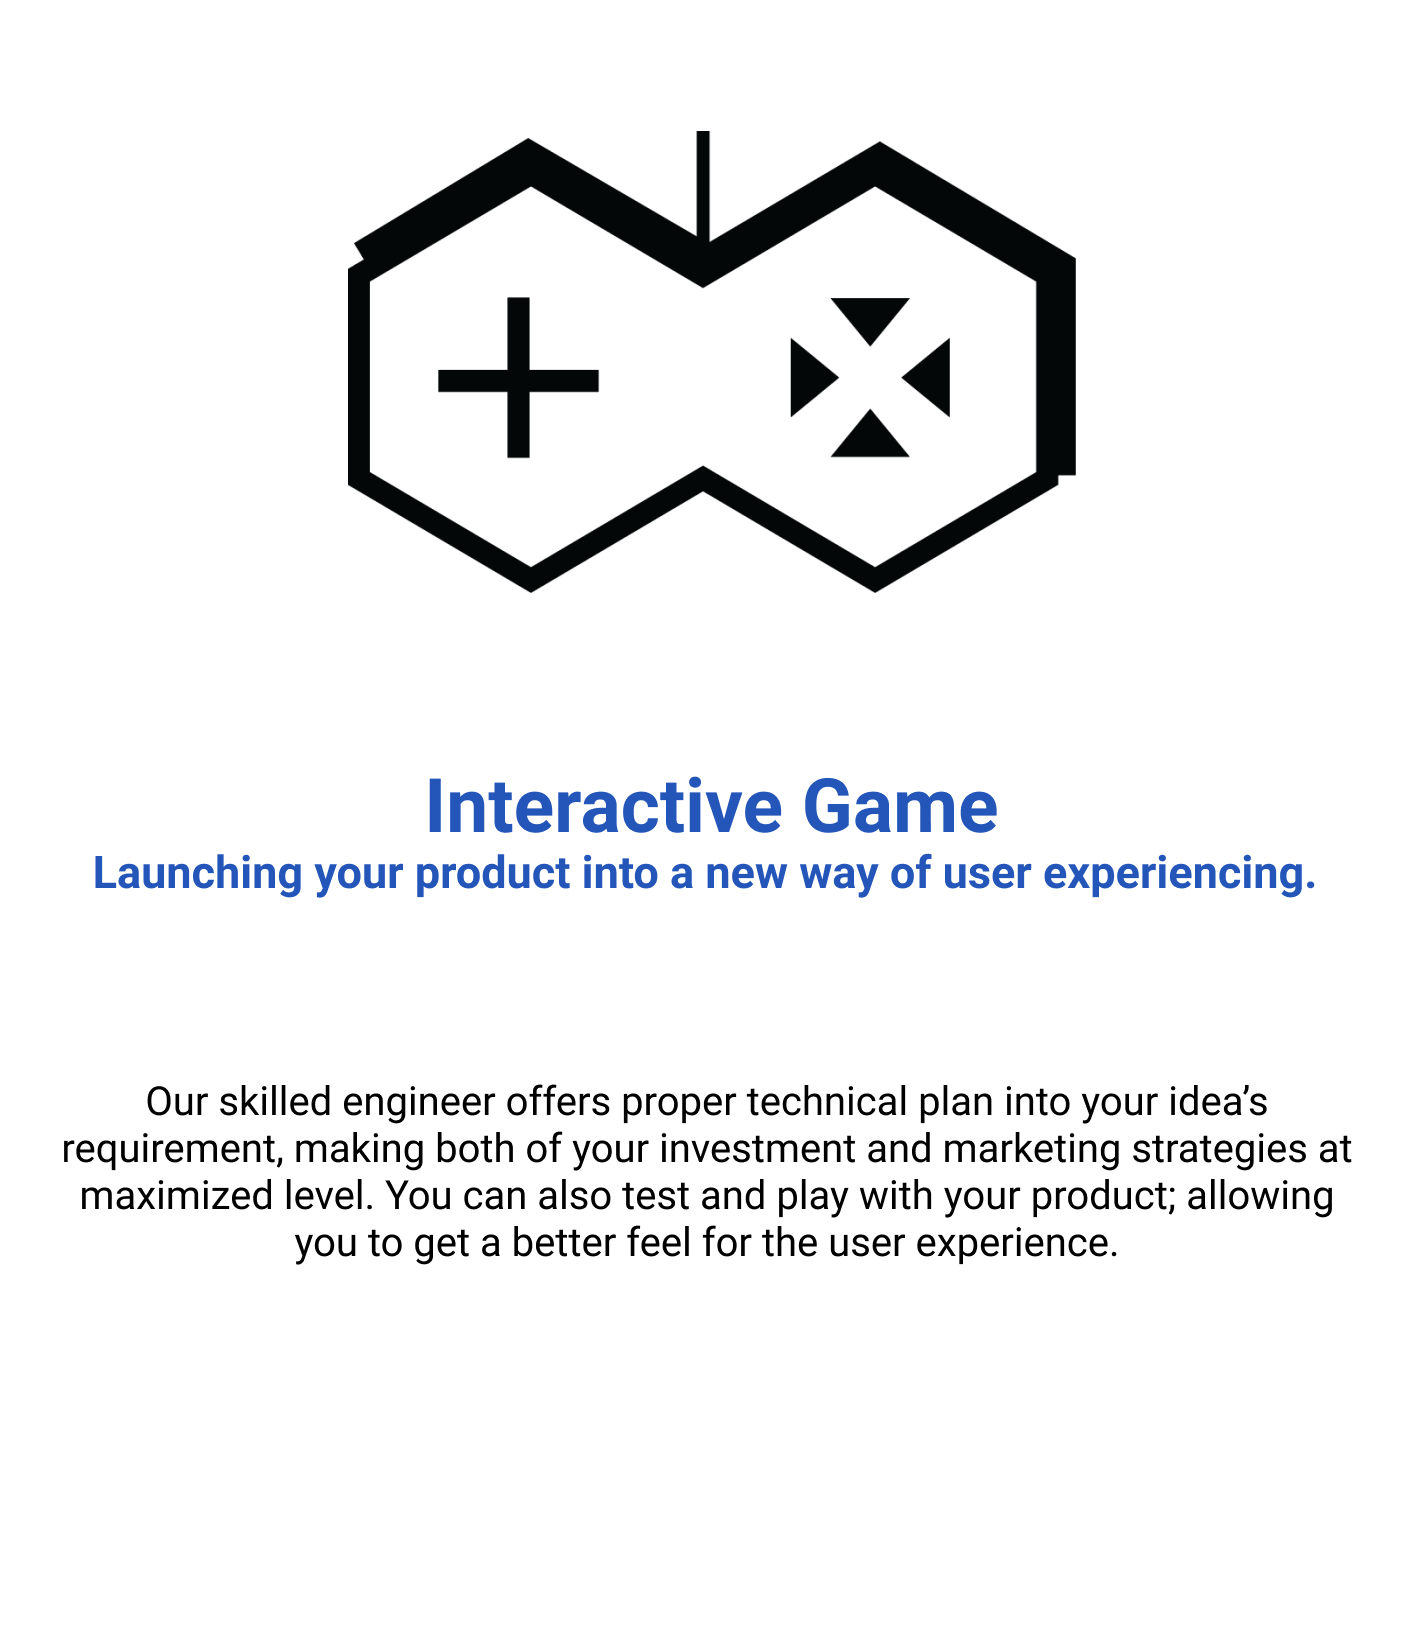 Interactive Game
Launching your product into a new way of user experiencing.
Our skilled engineer offers proper technical plan into your idea’s
requirement, making both of your investment and marketing strategies at
maximized level. You can also test and play with your product; allowing
you to get a better feel for the user experience.